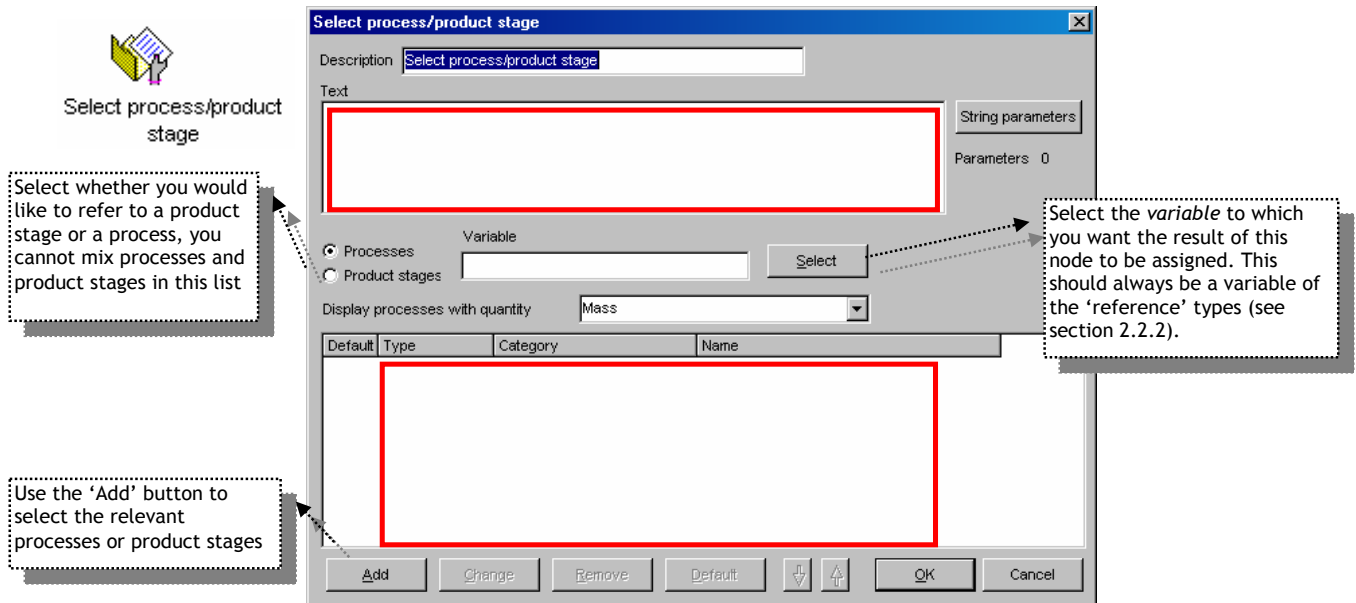 Select process/product stage
Description Select process/product stage
Text
String parameters
Parameters 0
Select process/product
stage
Select whether you would
like to refer to a product
stage or a process, you
cannot mix processes and
product stages in this list
Processes
Product stages
Variable
Select
Display processes with quantity Mass
Select the variable to which
you want the result of this
node to be assigned. This
should always be a variable of
the ‘reference’ types (see
section 2.2.2).
Default Type Category Name
Use the ‘Add’ button to
select the relevant
processes or product stages
Add Change Remove Default OK Cancel